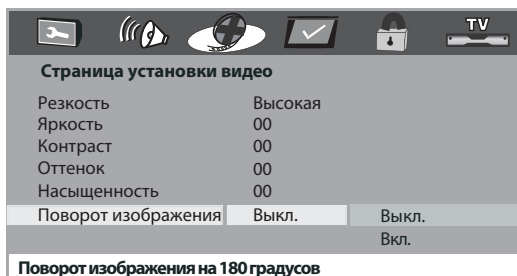 TV
Страница установки видео
Резкость Высокая
Яркость 00
Контраст 00
Оттенок 00
Насыщенность 00
Поворот изображения Выкл. Выкл.
Вкл.
Поворот изображения на 180 градусов